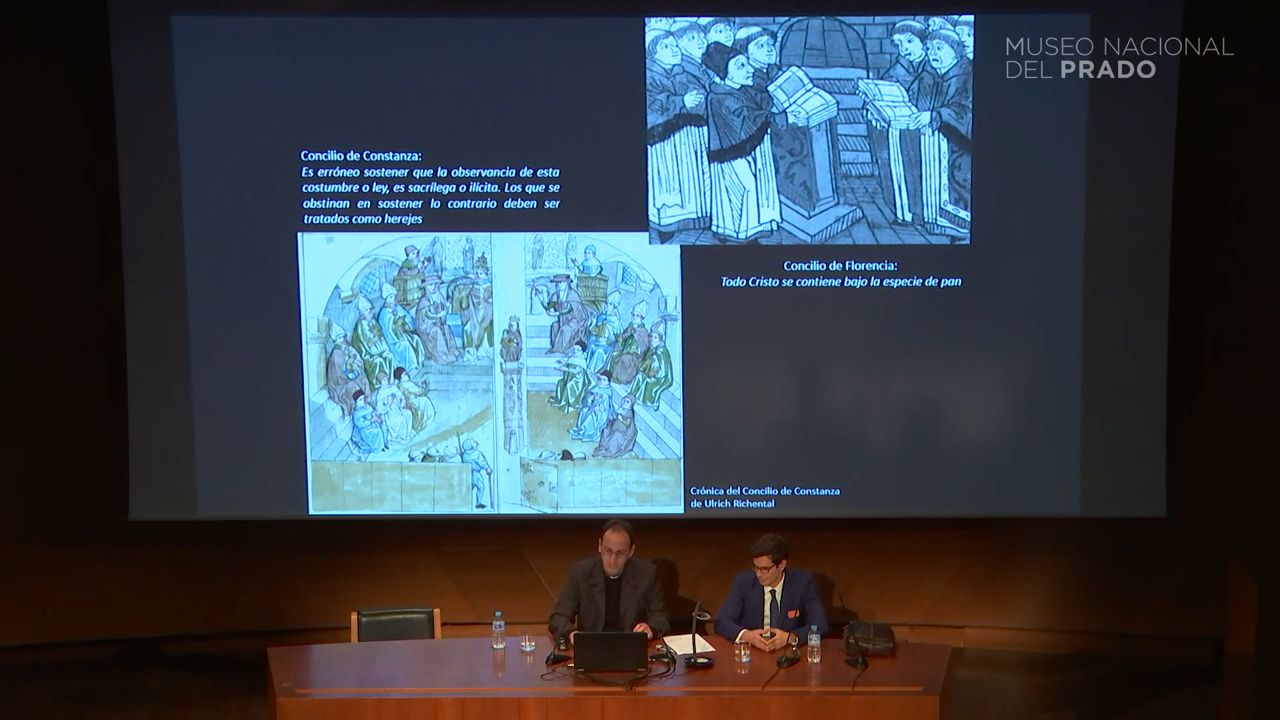 MUSEO NACIONAL
DEL PRADO
Concilio de Constanza:
Es erróneo sostener que la observancia de esta
costumbre o ley, es sacrílega o ilícita. Los que se
obstinan en sostener lo contrario deben ser
tratados como herejes
Concilio de Florencia:
Todo Cristo se contiene bajo la especie de pan
Crónica del Concilio de Constanza
de Ulrich Richental